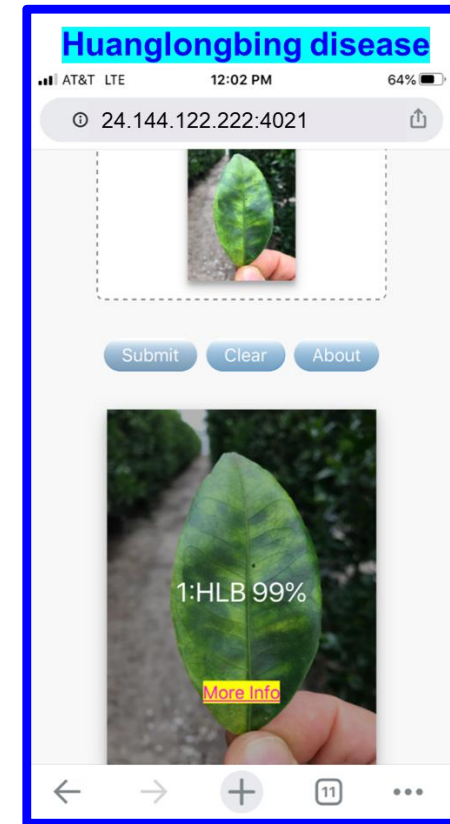 Huanglongbing disease
AT&T LTE 12:02 PM 64%
24.144.122.222:4021
Submit Clear About
1:HLB 99%
More Info
11